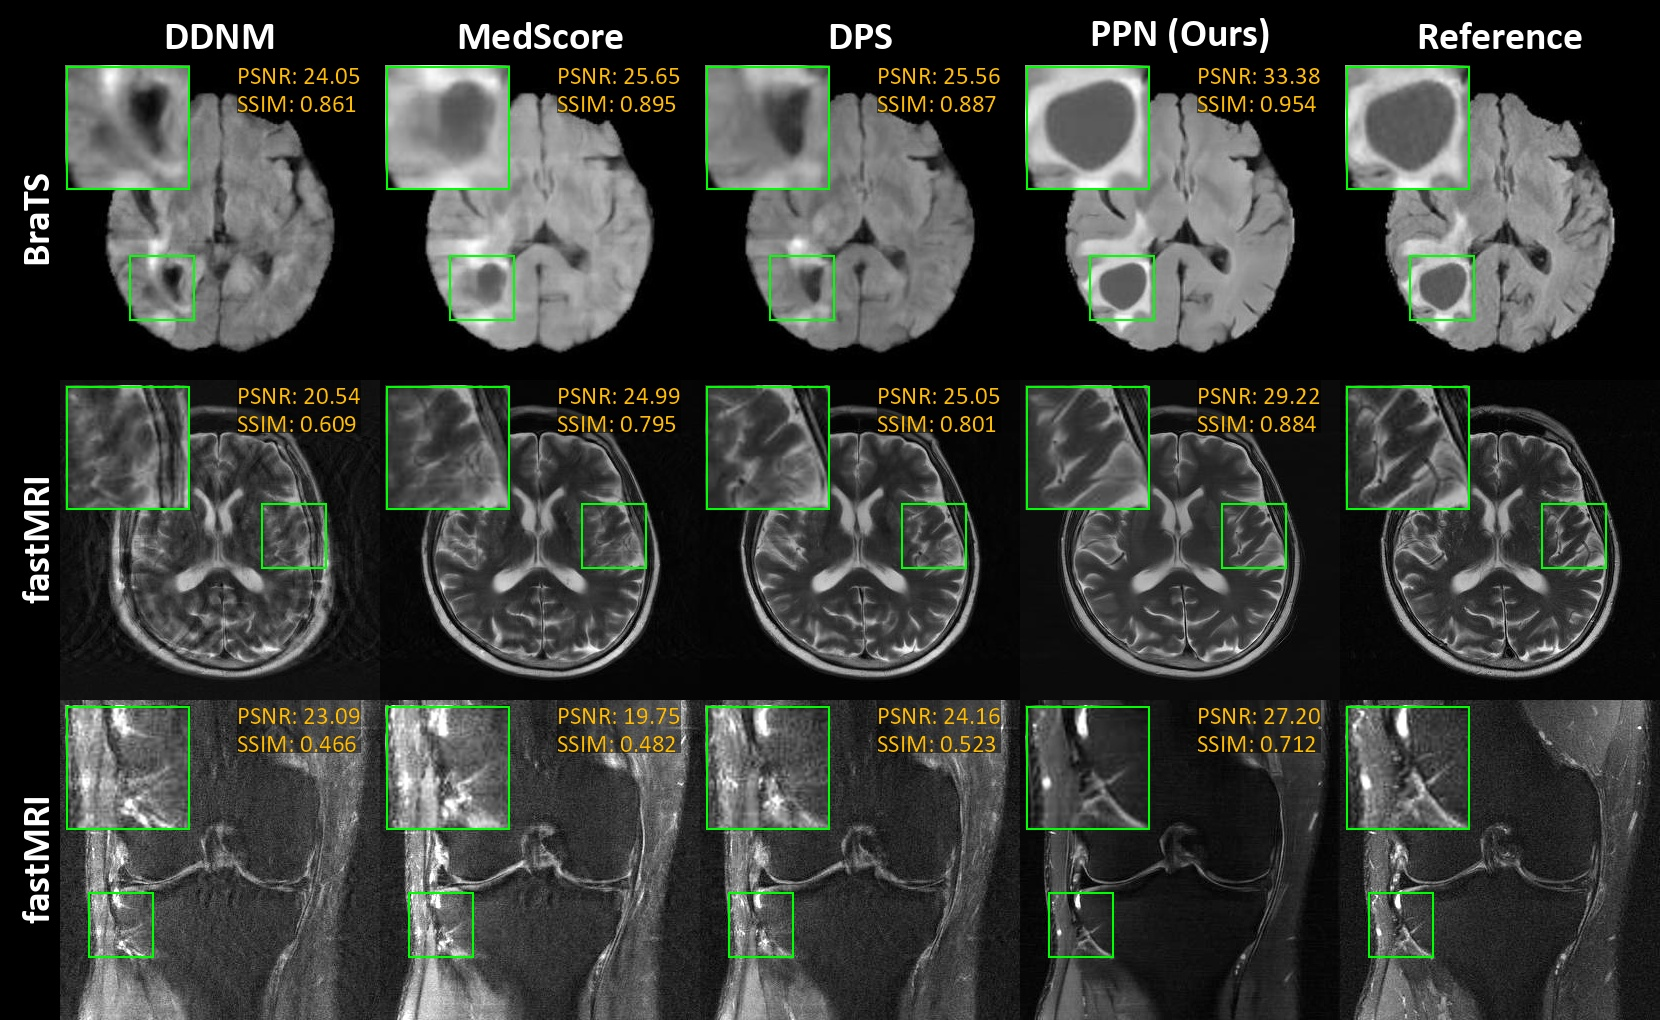 DDNM
MedScore
DPS
PPN (Ours)
Reference
BraTS
PSNR: 24.05
SSIM: 0.861
PSNR: 25.65
SSIM: 0.895
PSNR: 25.56
SSIM: 0.887
PSNR: 33.38
SSIM: 0.954
fastMRI
PSNR: 20.54
SSIM: 0.609
PSNR: 24.99
SSIM: 0.795
PSNR: 25.05
SSIM: 0.801
PSNR: 29.22
SSIM: 0.884
fastMRI
PSNR: 23.09
SSIM: 0.466
PSNR: 19.75
SSIM: 0.482
PSNR: 24.16
SSIM: 0.523
PSNR: 27.20
SSIM: 0.712